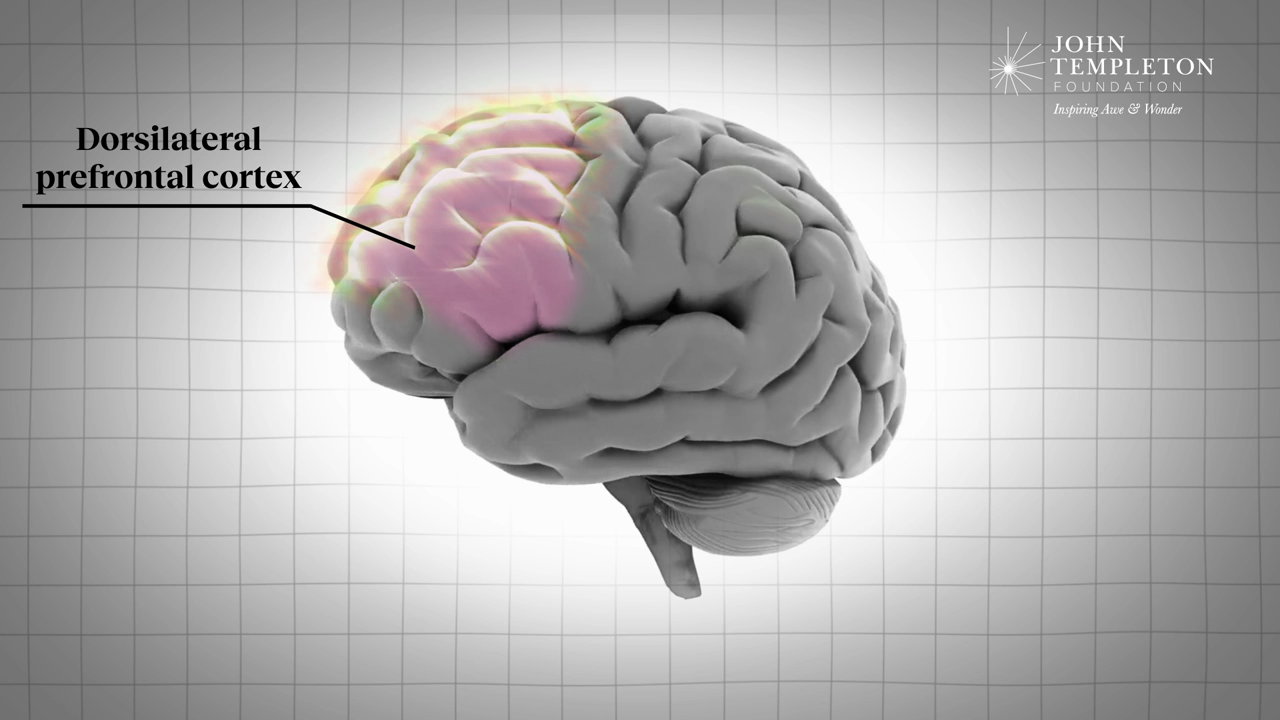 Dorsilateral
prefrontal cortex
JOHN
TEMPLETON
FOUNDATION
Inspiring Awe & Wonder